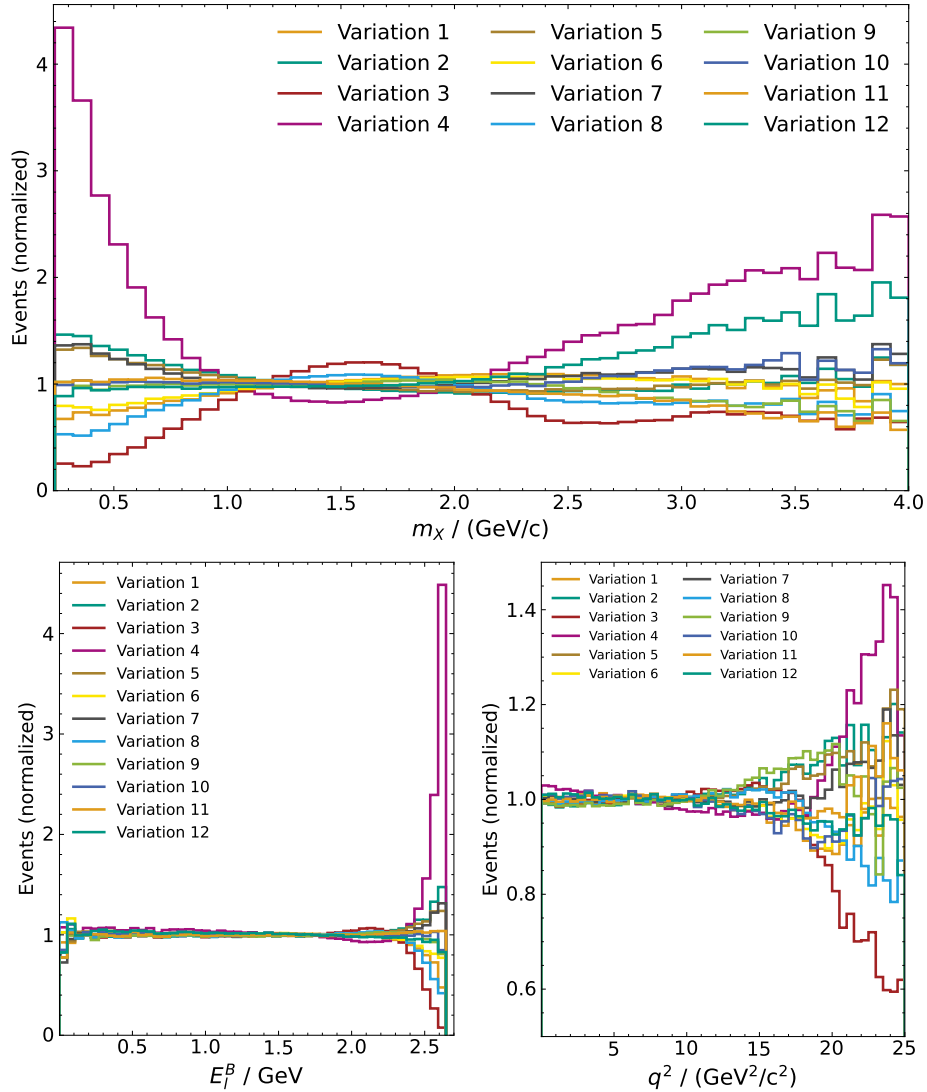 Events (normalized)
4
3
2
1
0
Variation 1
Variation 2
Variation 3
Variation 4
Variation 5
Variation 6
Variation 7
Variation 8
Variation 9
Variation 10
Variation 11
Variation 12
0.5 1.0 1.5 2.0 2.5 3.0 3.5 4.0
m_X / (GeV/c)
Events (normalized)
4
3
2
1
0
Variation 1
Variation 2
Variation 3
Variation 4
Variation 5
Variation 6
Variation 7
Variation 8
Variation 9
Variation 10
Variation 11
Variation 12
0.5 1.0 1.5 2.0 2.5
E_l^B / GeV
Events (normalized)
1.4
1.2
1.0
0.8
0.6
Variation 1
Variation 2
Variation 3
Variation 4
Variation 5
Variation 6
Variation 7
Variation 8
Variation 9
Variation 10
Variation 11
Variation 12
5 10 15 20 25
q² / (GeV²/c²)